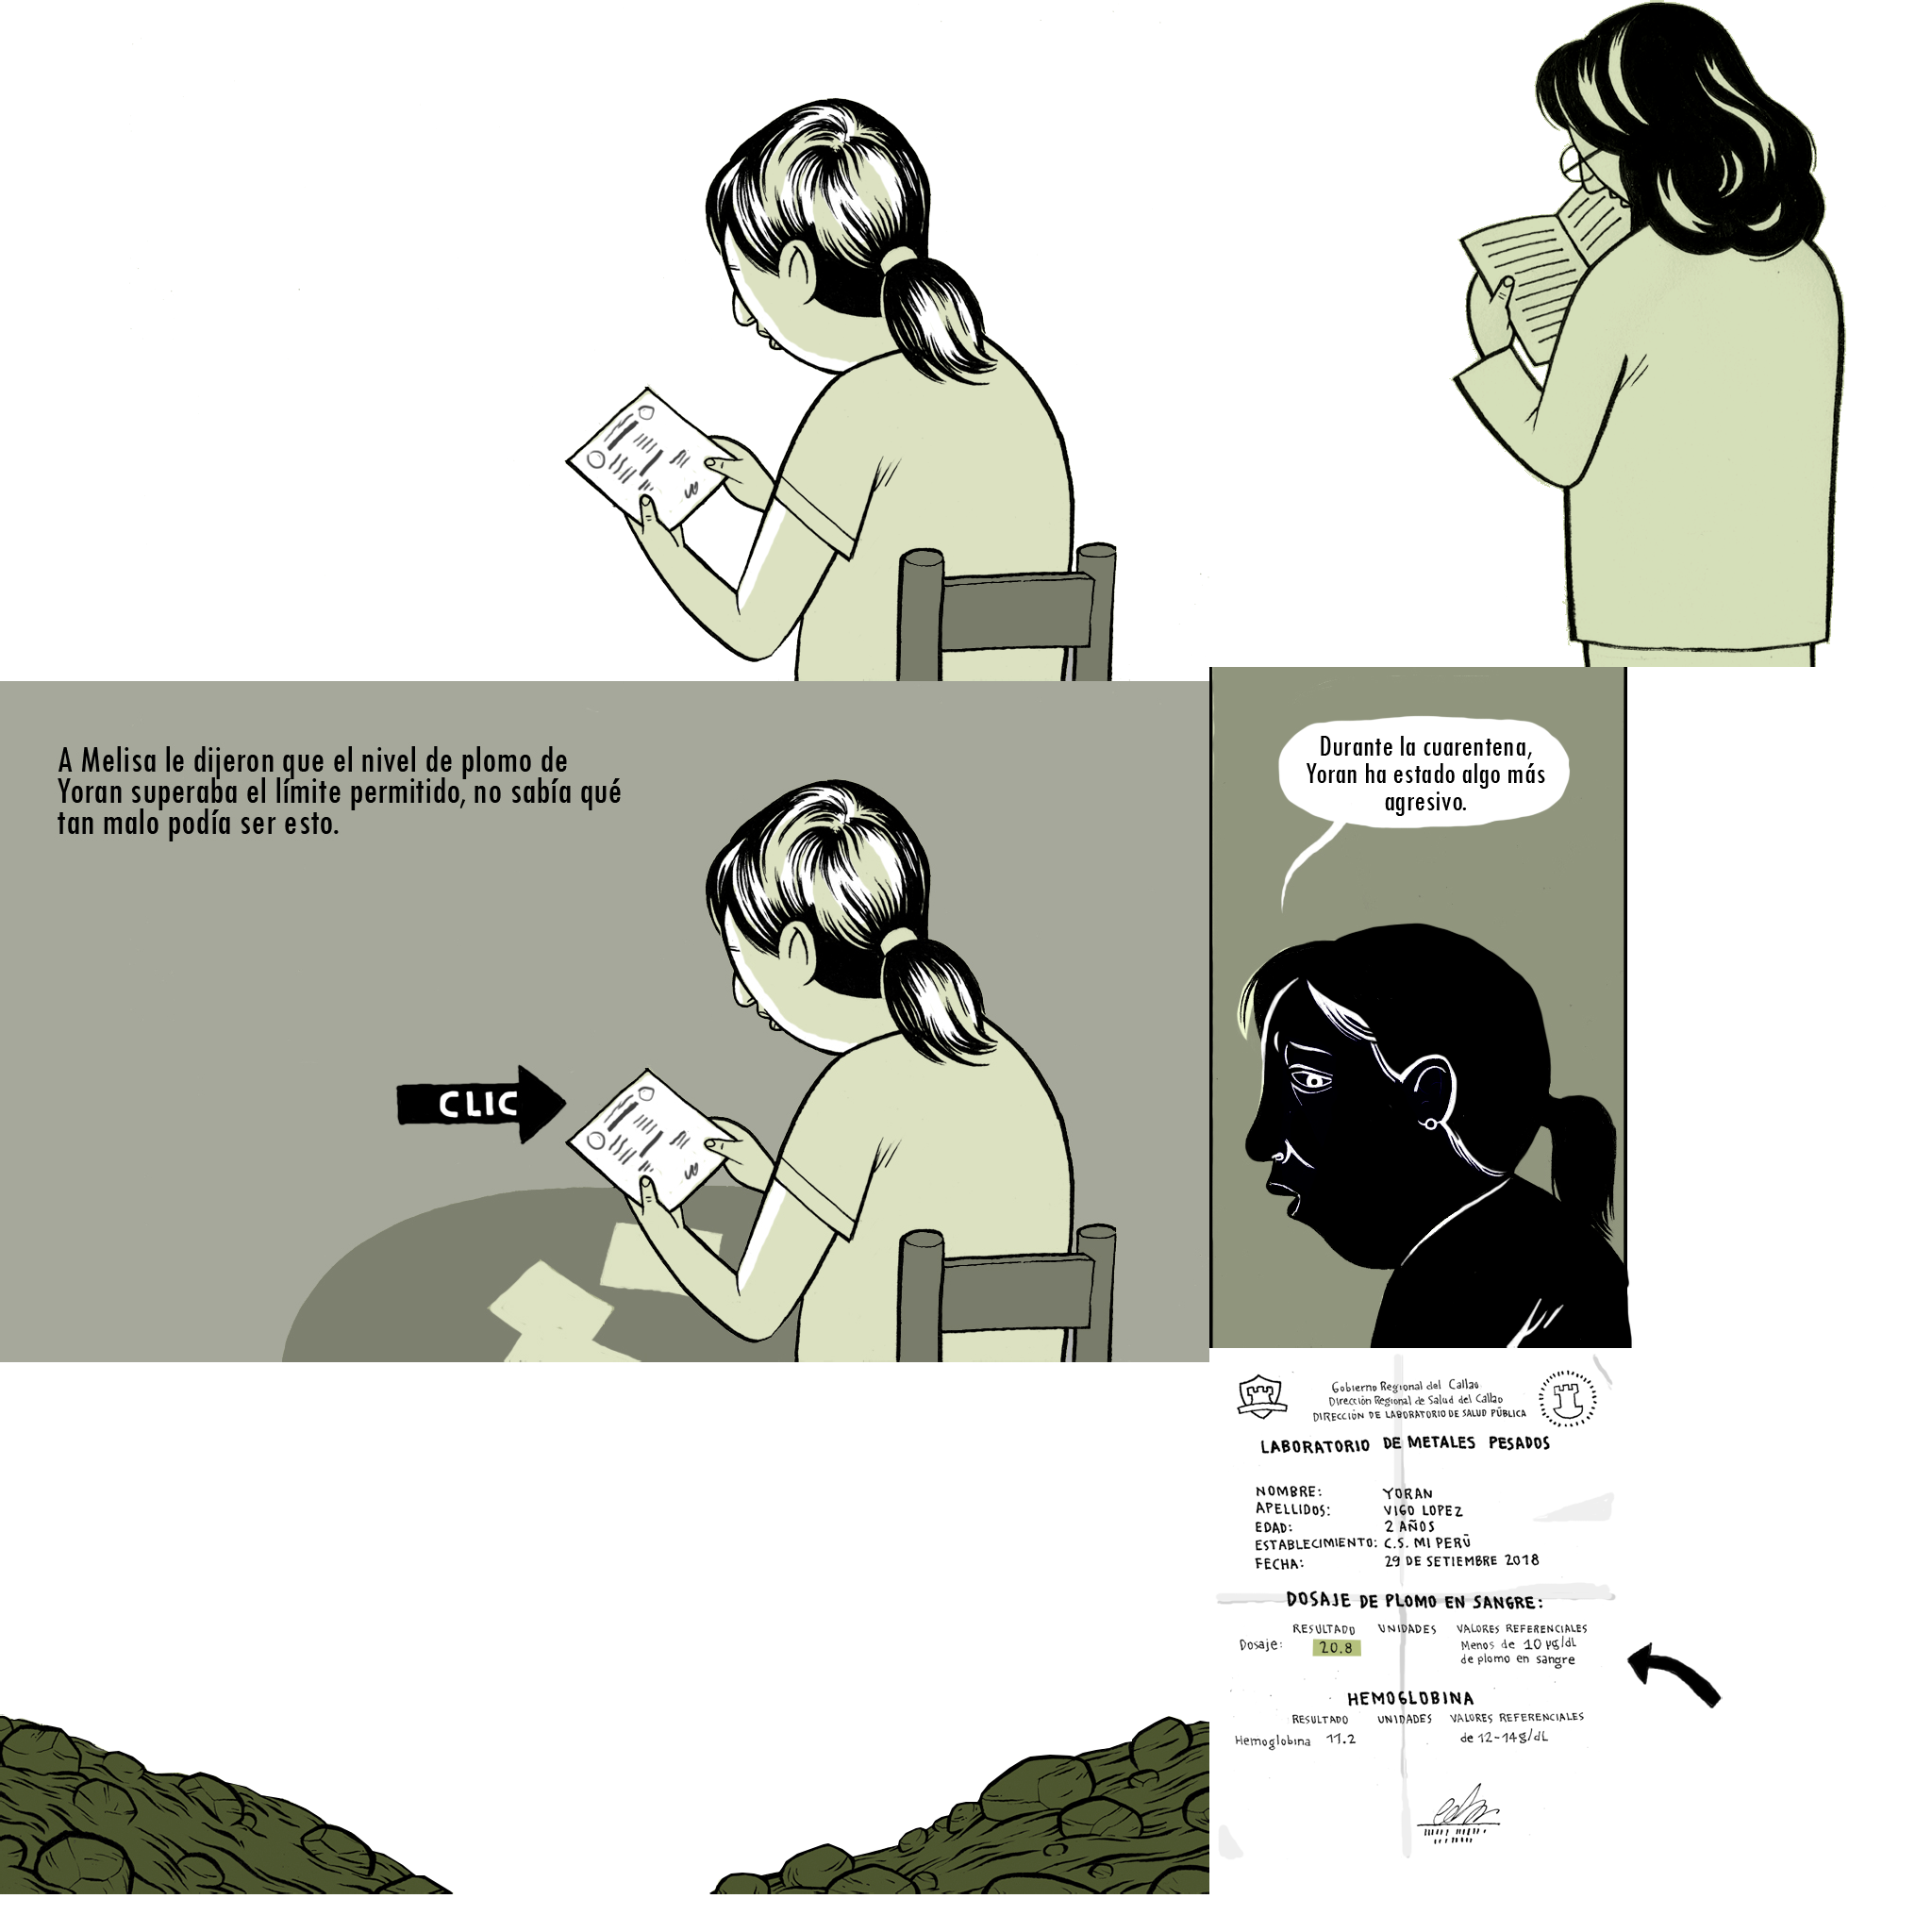 A Melisa le dijeron que el nivel de plomo de
Yoran superaba el límite permitido, no sabía qué
tan malo podía ser esto.
CLIC
Durante la cuarentena,
Yoran ha estado algo más
agresivo.
Gobierno Regional del Callao
Dirección Regional de Salud del Callao
DIRECCIÓN DE LABORATORIO DE SALUD PÚBLICA
LABORATORIO DE METALES PESADOS
NOMBRE: YORAN
APELLIDOS: VIGO LOPEZ
EDAD: 2 AÑOS
ESTABLECIMIENTO: C.S. MI PERÚ
FECHA: 29 DE SETIEMBRE 2018
DOSAJE DE PLOMO EN SANGRE:
RESULTADO UNIDADES VALORES REFERENCIALES
Dosaje: 20.8 Menos de 10 µg/dL
de plomo en sangre
HEMOGLOBINA
RESULTADO UNIDADES VALORES REFERENCIALES
Hemoglobina 11.2 de 12-14g/dL